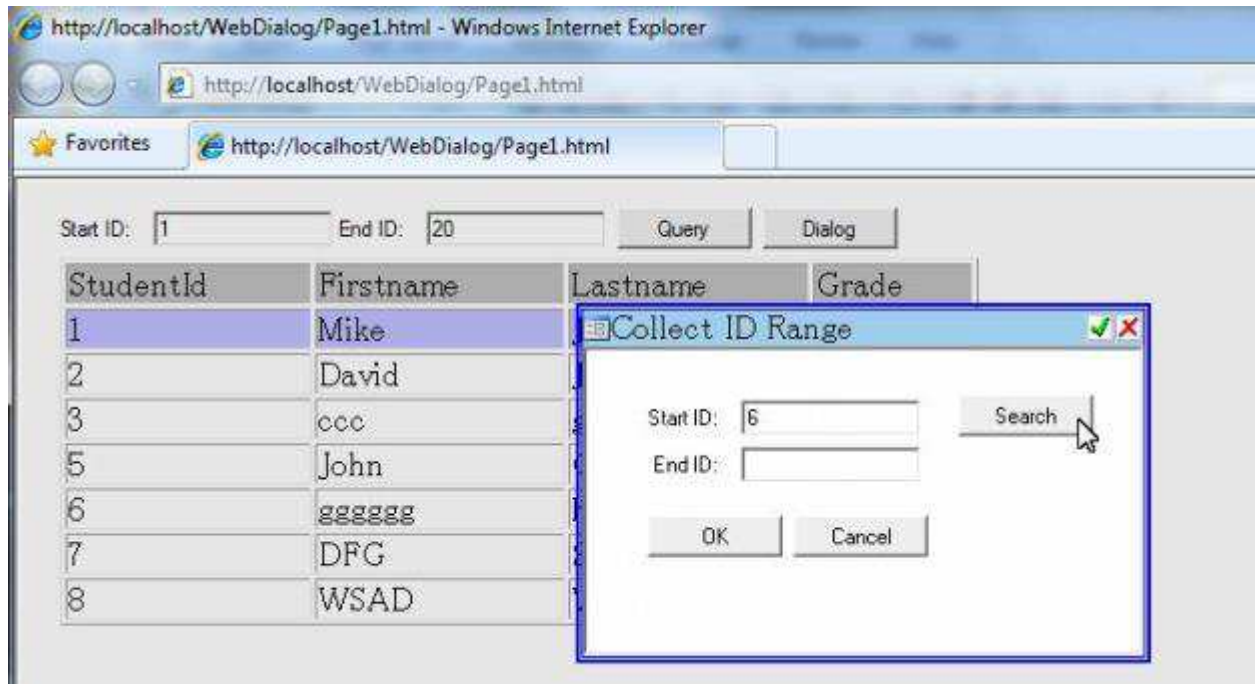 http://localhost/WebDialog/Page1.html - Windows Internet Explorer
http://localhost/WebDialog/Page1.html
Favorites
http://localhost/WebDialog/Page1.html
Start ID: 1 End ID: 20 Query Dialog
StudentId Firstname Lastname Grade
1 Mike
2 David
3 ccc
5 John
6 gggggg
7 DFG
8 WSAD
Collect ID Range
Start ID: 6 Search
End ID:
OK Cancel